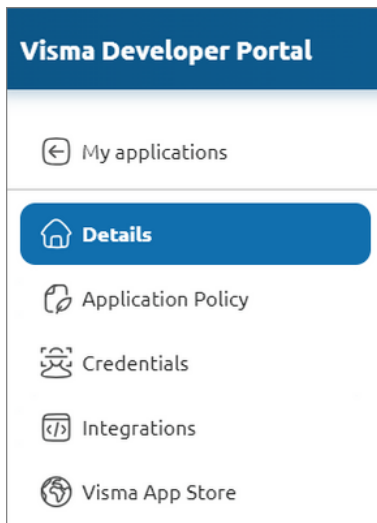 Visma Developer Portal
My applications
Details
Application Policy
Credentials
Integrations
Visma App Store